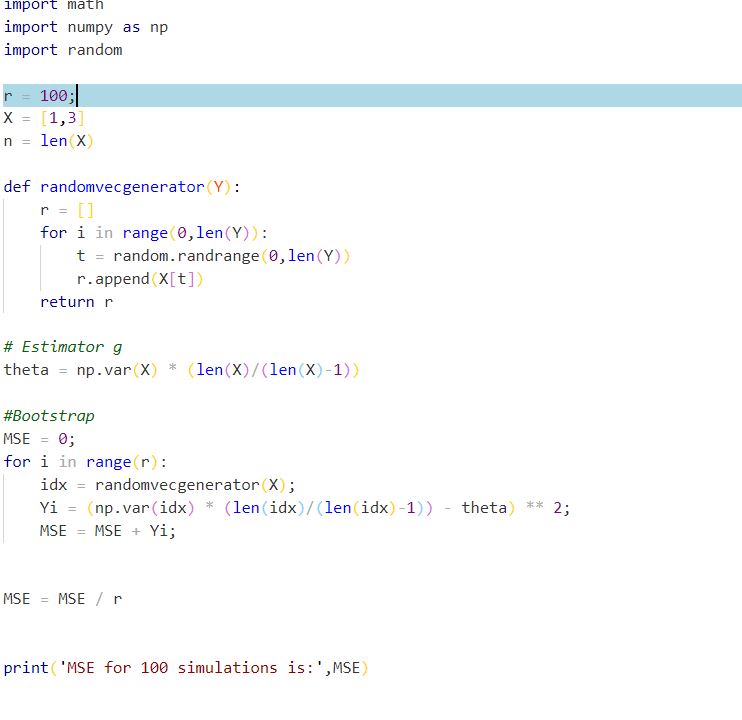 import math
import numpy as np
import random
r = 100;
X = [1,3]
n = len(X)
def randomvecgenerator(Y):
    r = []
    for i in range(0,len(Y)):
        t = random.randrange(0,len(Y))
        r.append(X[t])
    return r
# Estimator g
theta = np.var(X) * (len(X)/(len(X)-1))
#Bootstrap
MSE = 0;
for i in range(r):
    idx = randomvecgenerator(X);
    Yi = (np.var(idx) * (len(idx)/(len(idx)-1)) - theta) ** 2;
    MSE = MSE + Yi;
MSE = MSE / r
print('MSE for 100 simulations is:',MSE)